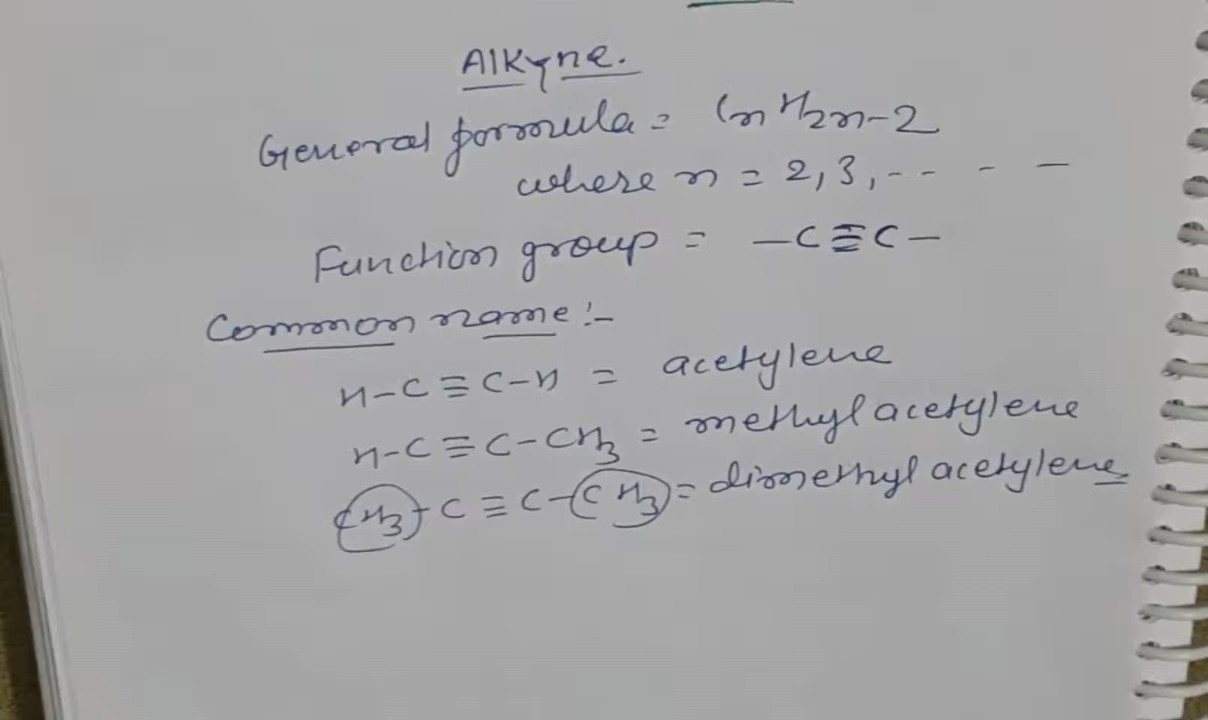 Alkyne.
General formula = CnH2n-2
where n = 2,3,-- - -
Function group = -C≡C-
Common name :-
H-C≡C-H = acetylene
H-C≡C-CH3 = methyl acetylene
CH3-C≡C-CH3 = dimethyl acetylene